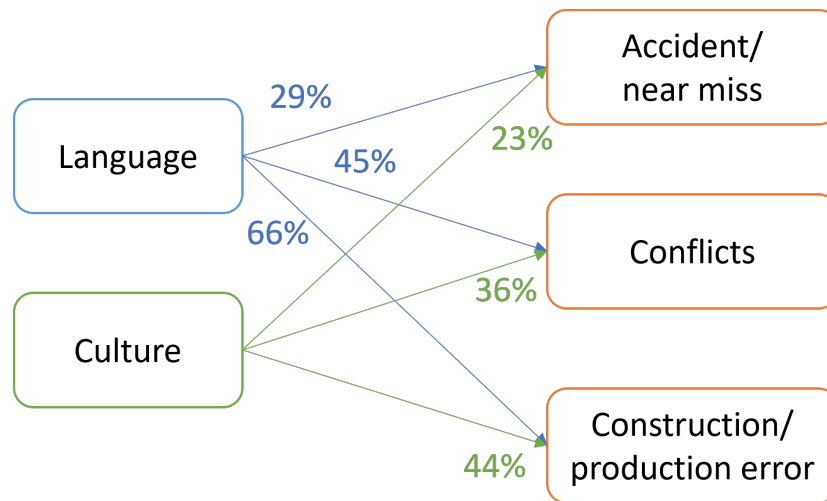 Accident/
near miss
29%
23%
Language
45%
66%
Conflicts
36%
Culture
Construction/
production error
44%